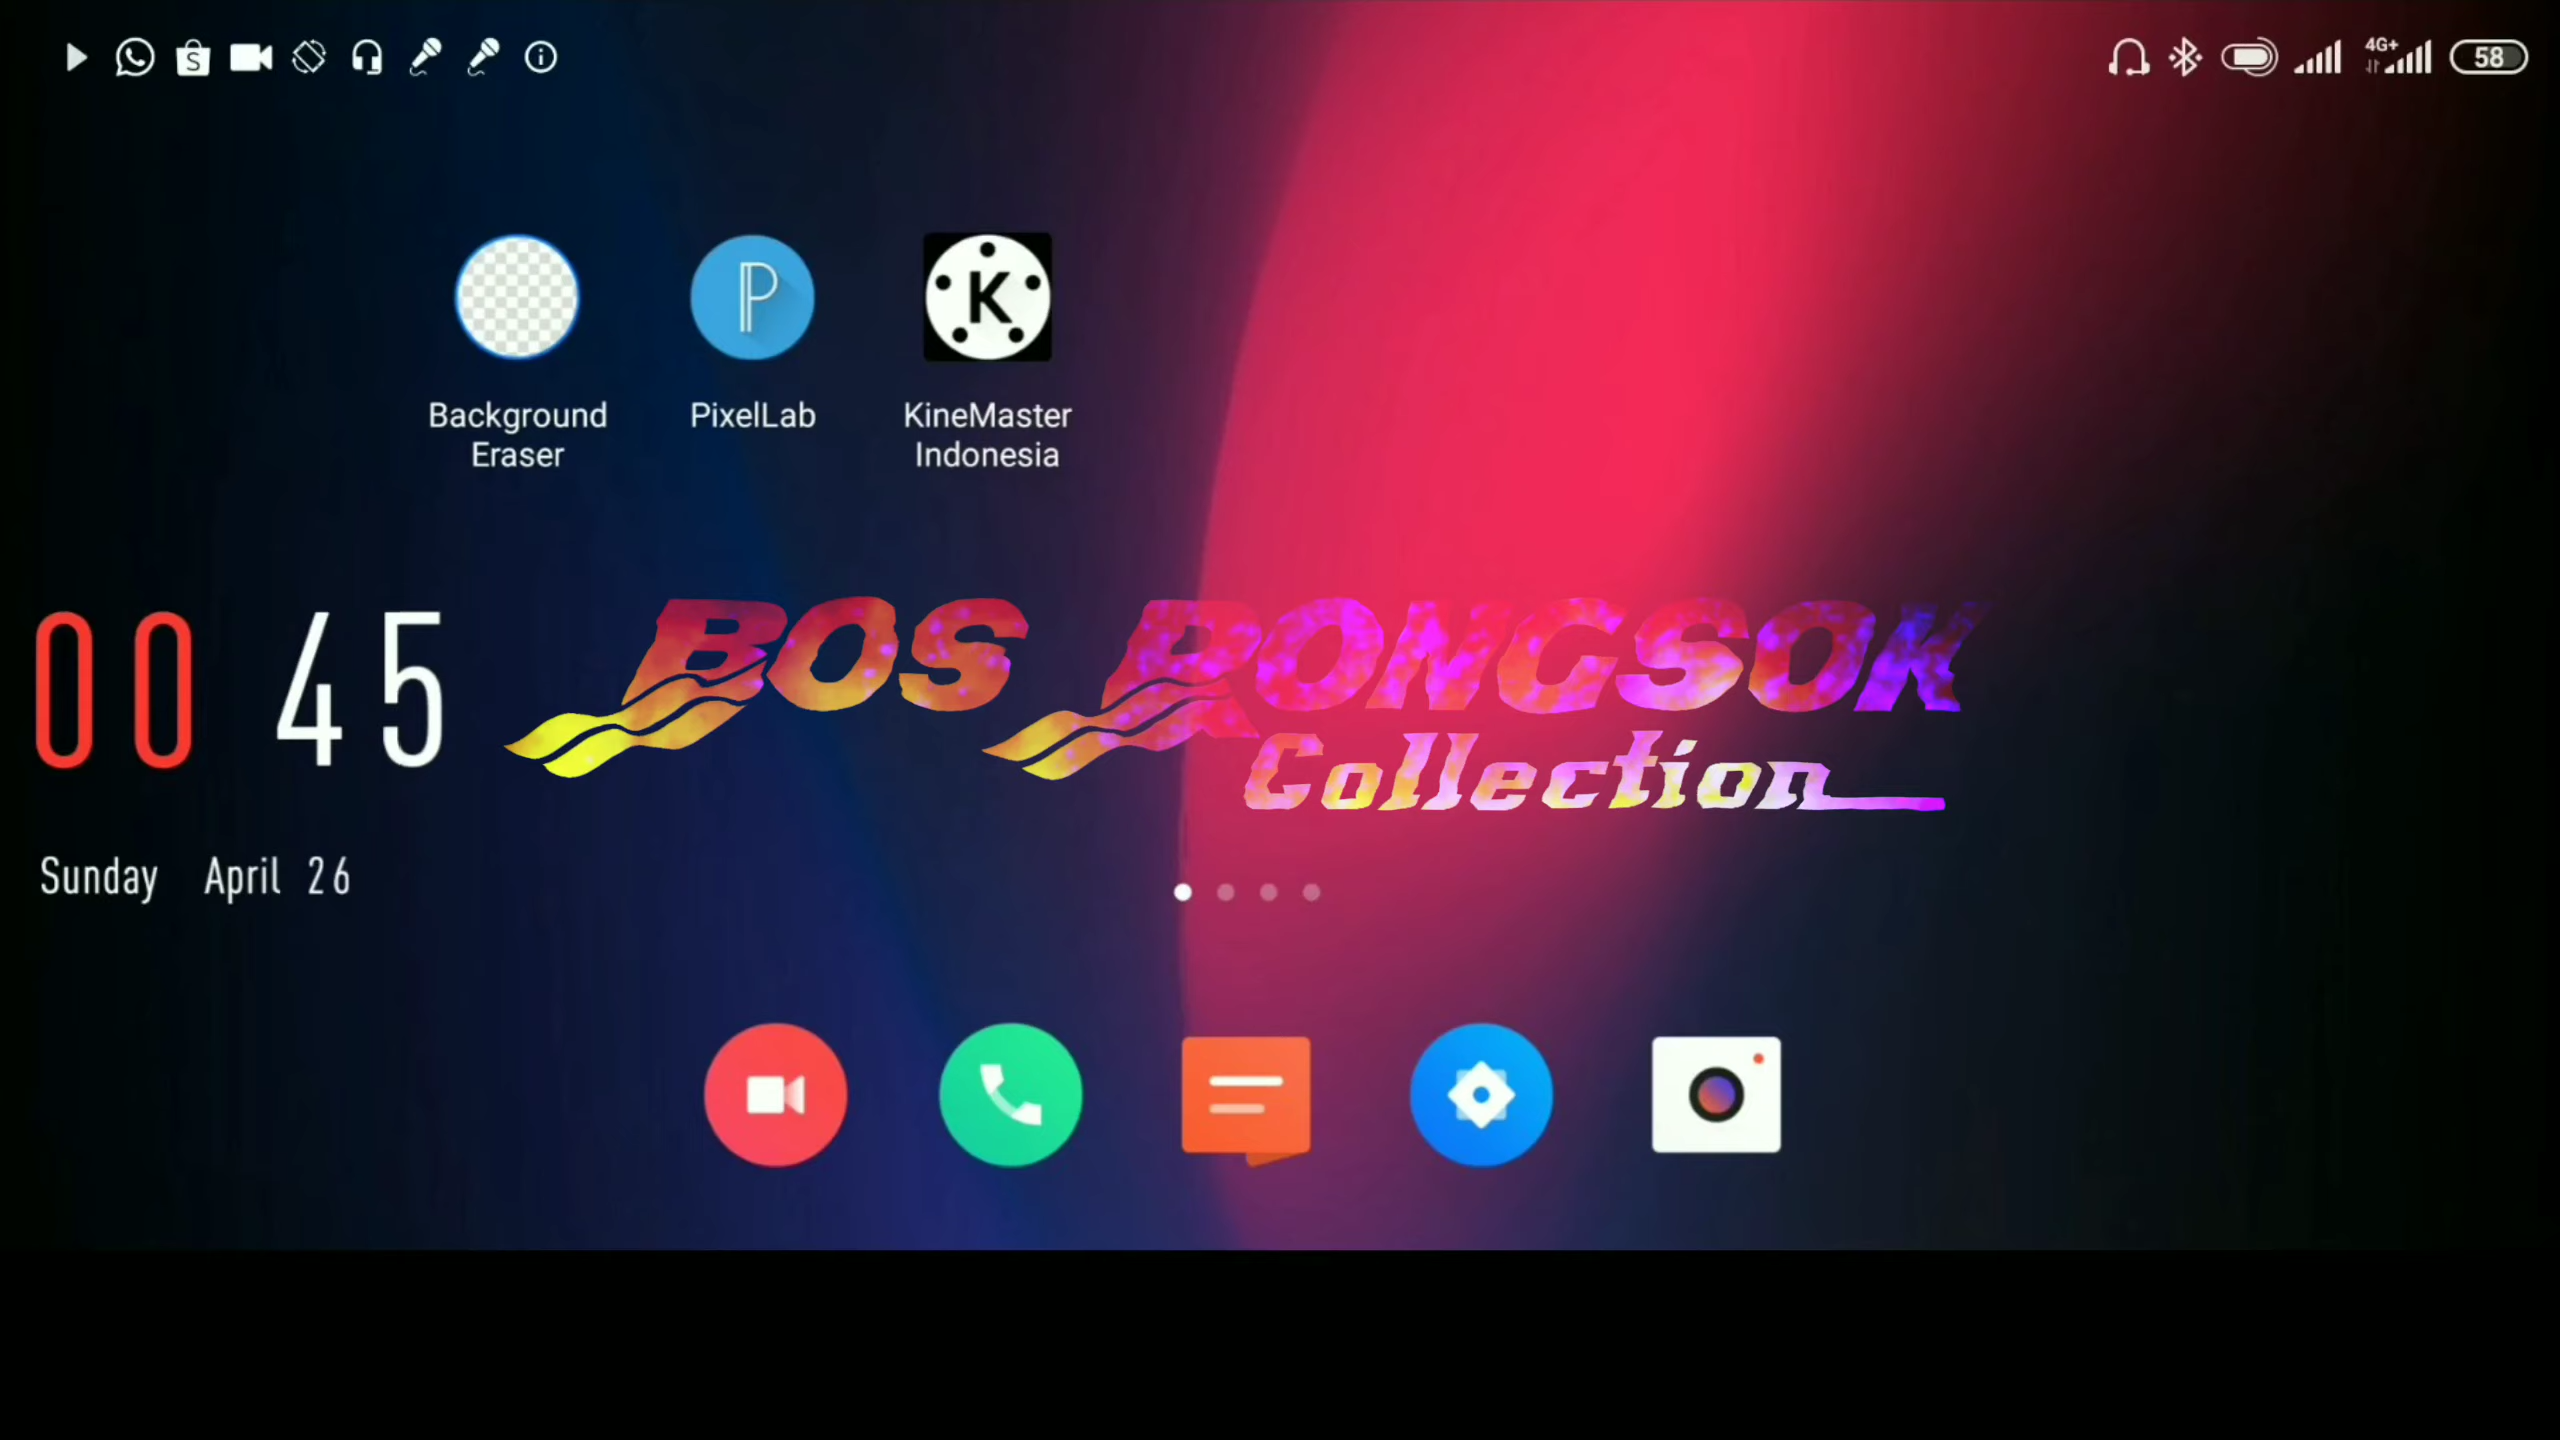 4G+
58
Background
Eraser
PixelLab
KineMaster
Indonesia
00 45
BOS RONGSOK
Collection
Sunday April 26